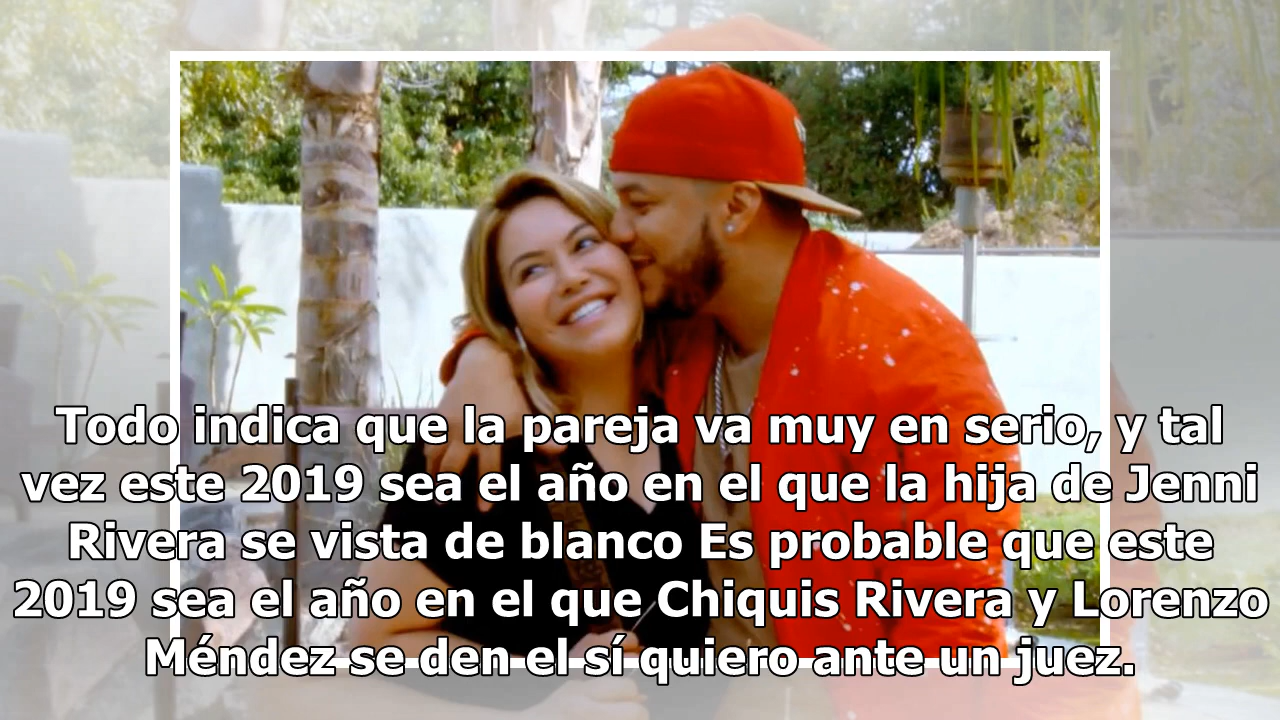 Todo indica que la pareja va muy en serio, y tal
vez este 2019 sea el año en el que la hija de Jenni
Rivera se vista de blanco Es probable que este
2019 sea el año en el que Chiquis Rivera y Lorenzo
Méndez se den el sí quiero ante un juez.